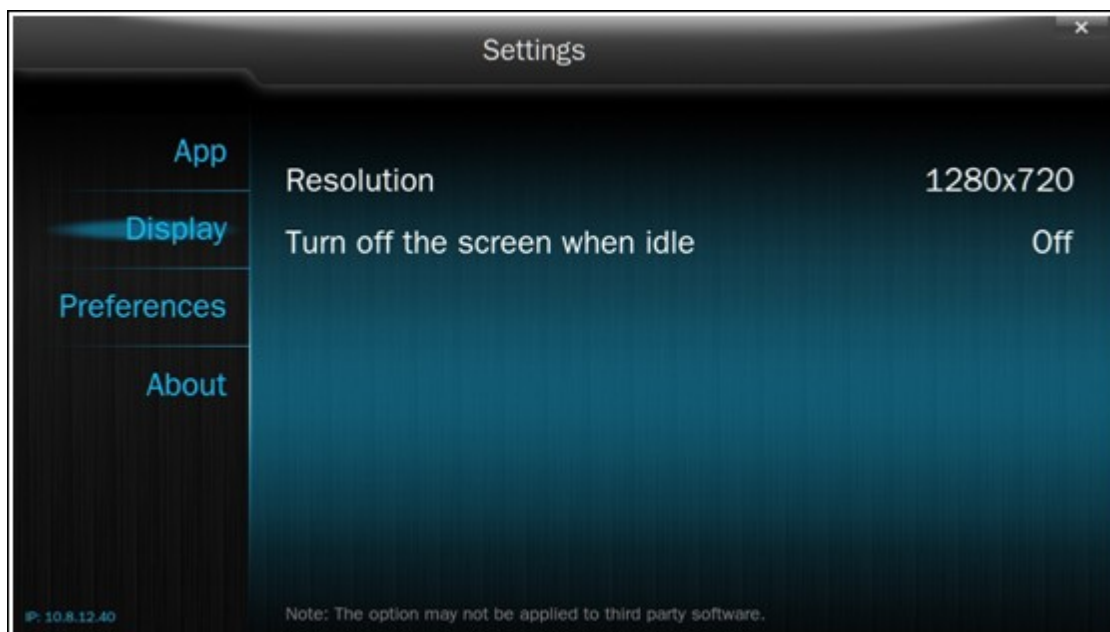 Settings
×
App
Display
Preferences
About
Resolution 1280x720
Turn off the screen when idle Off
IP: 10.8.12.40
Note: The option may not be applied to third party software.